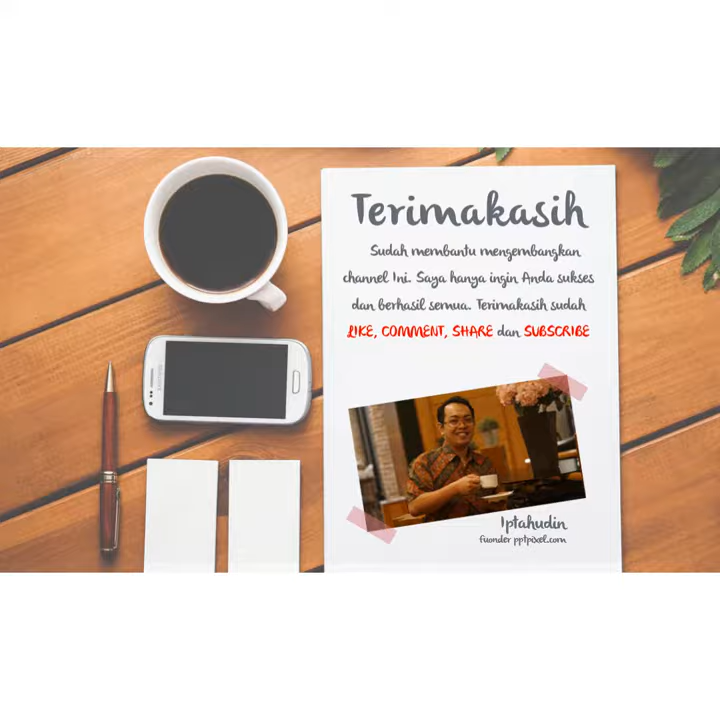 Terimakasih
Sudah membantu mengembangkan
channel Ini. Saya hanya ingin Anda sukses
dan berhasil semua. Terimakasih sudah
LIKE, COMMENT, SHARE dan SUBSCRIBE
SAMSUNG
Iptahudin
fuonder pptpixel.com